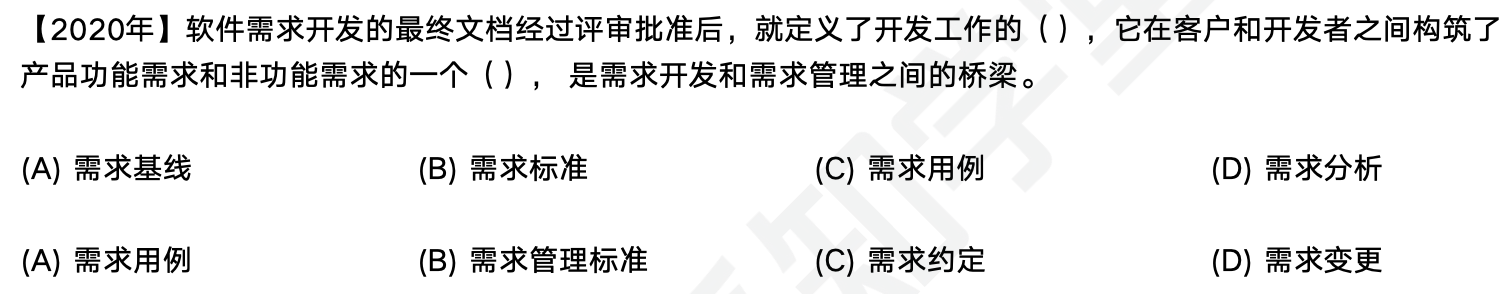 【2020年】软件需求开发的最终文档经过评审批准后，就定义了开发工作的（ ），它在客户和开发者之间构筑了
产品功能需求和非功能需求的一个（ ）， 是需求开发和需求管理之间的桥梁。
(A) 需求基线 (B) 需求标准 (C) 需求用例 (D) 需求分析
(A) 需求用例 (B) 需求管理标准 (C) 需求约定 (D) 需求变更